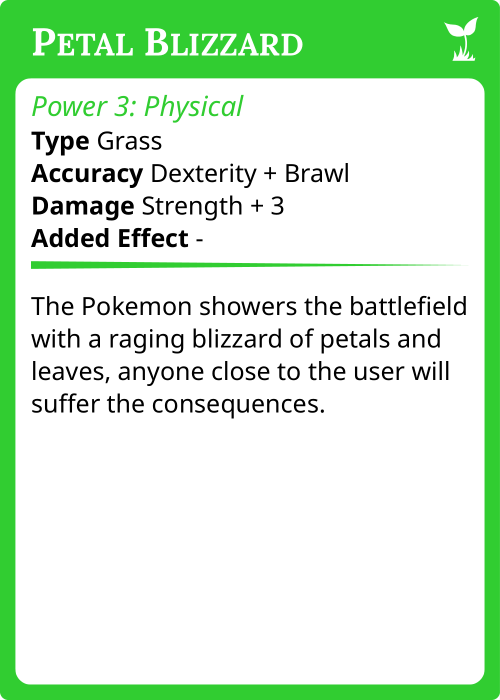 Petal Blizzard
Power 3: Physical
Type Grass
Accuracy Dexterity + Brawl
Damage Strength + 3
Added Effect -
The Pokemon showers the battlefield
with a raging blizzard of petals and
leaves, anyone close to the user will
suffer the consequences.